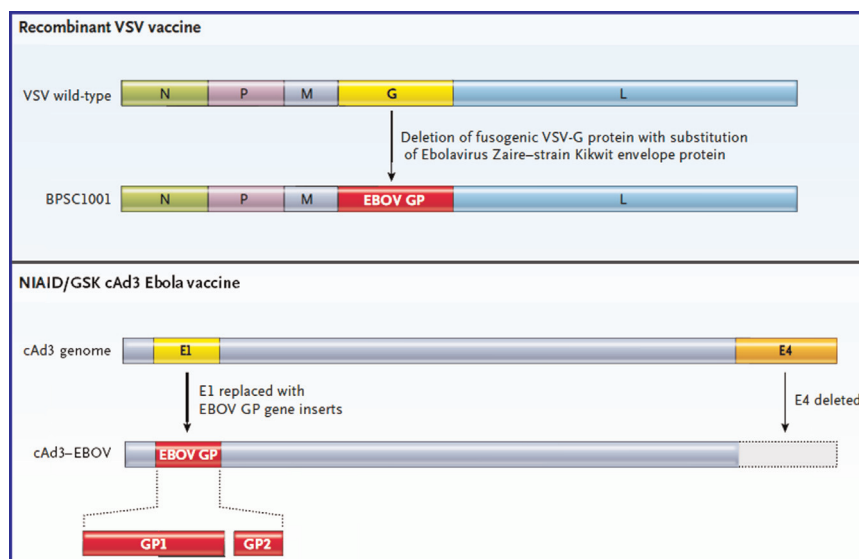 Recombinant VSV vaccine
VSV wild-type
N
P
M
G
L
Deletion of fusogenic VSV-G protein with substitution
of Ebolavirus Zaire–strain Kikwit envelope protein
BPSC1001
N
P
M
EBOV GP
L
NIAID/GSK cAd3 Ebola vaccine
cAd3 genome
E1
E4
E1 replaced with
EBOV GP gene inserts
E4 deleted
cAd3–EBOV
EBOV GP
GP1
GP2